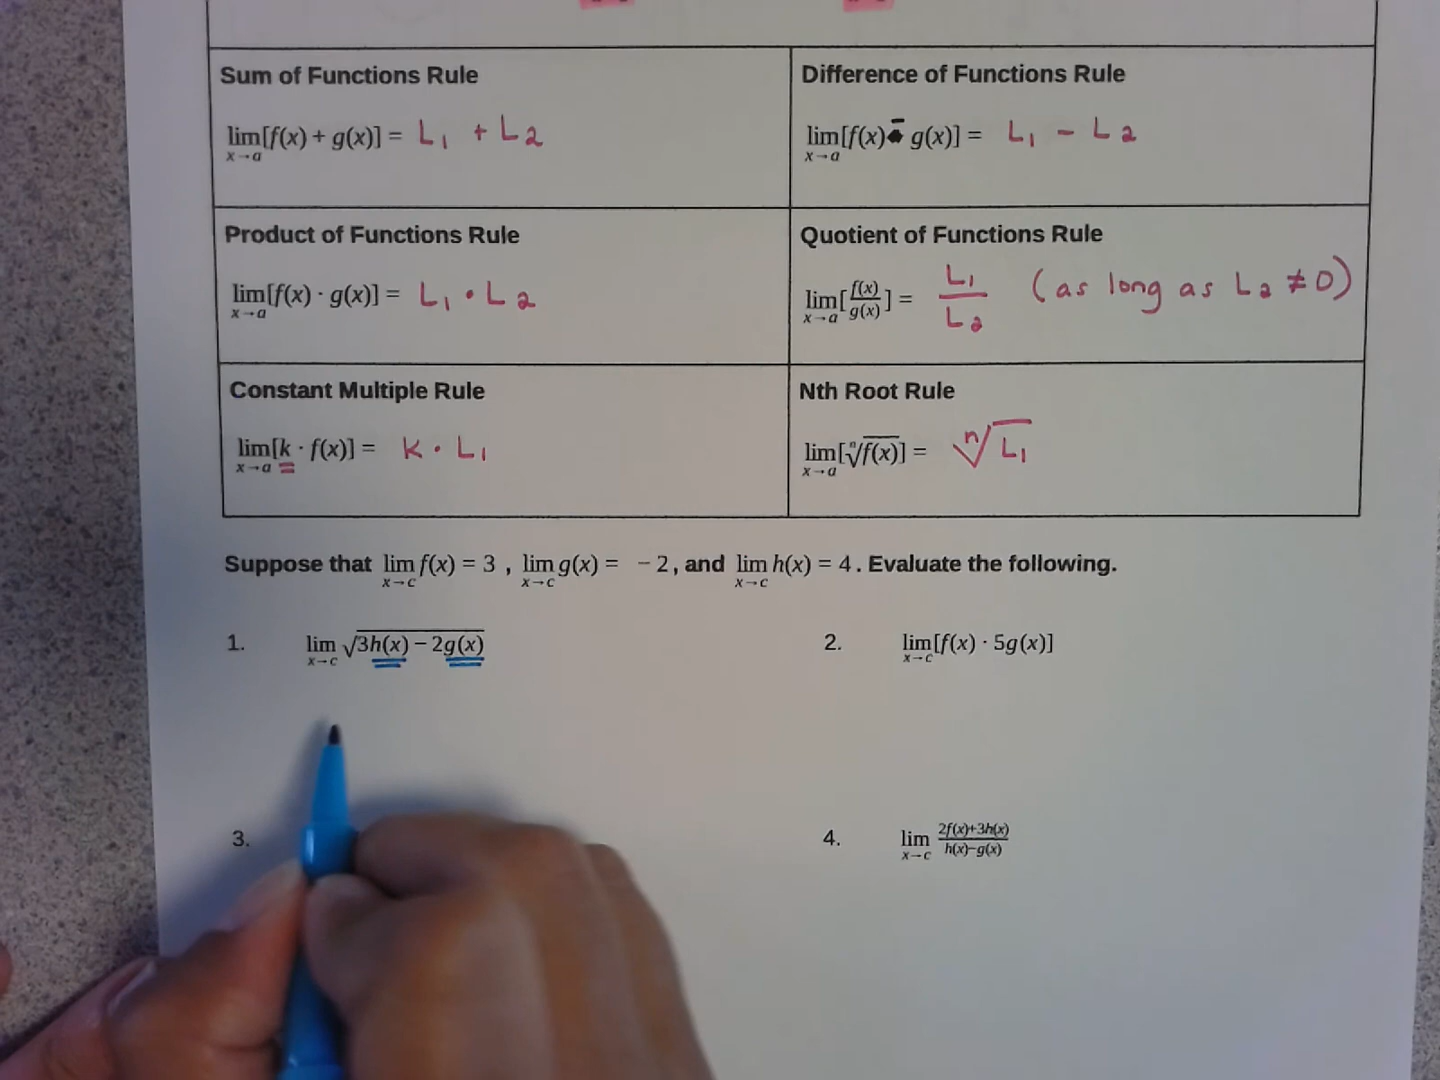 Sum of Functions Rule
lim[f(x) + g(x)] = L₁ + L₂
x→a
Difference of Functions Rule
lim[f(x) - g(x)] = L₁ - L₂
x→a
Product of Functions Rule
lim[f(x) · g(x)] = L₁ • L₂
x→a
Quotient of Functions Rule
lim[f(x)/g(x)] = L₁/L₂ (as long as L₂ ≠ 0)
x→a
Constant Multiple Rule
lim[k · f(x)] = K · L₁
x→a
Nth Root Rule
lim[ⁿ√f(x)] = ⁿ√L₁
x→a
Suppose that lim f(x) = 3 , lim g(x) = - 2, and lim h(x) = 4. Evaluate the following.
x→c x→c x→c
1. lim √3h(x) - 2g(x)
x→c
2. lim[f(x) · 5g(x)]
x→c
3.
4. lim 2f(x)+3h(x)/h(x)-g(x)
x→c